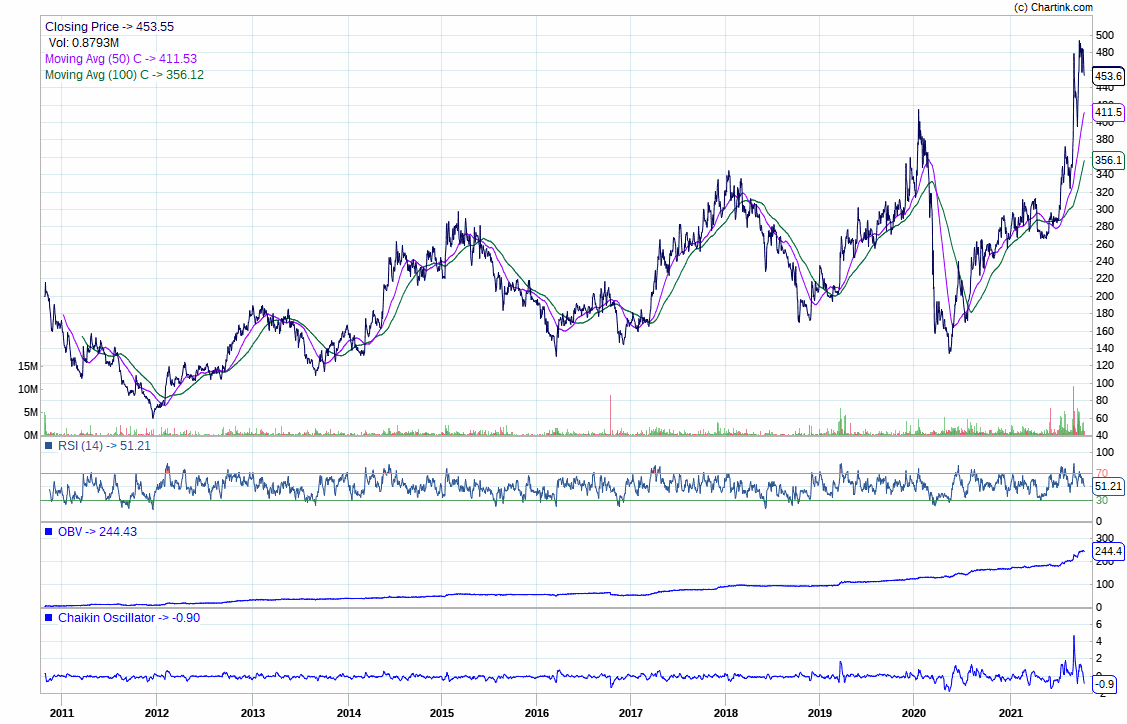 (c) Chartink.com
Closing Price -> 453.55
Vol: 0.8793M
Moving Avg (50) C -> 411.53
Moving Avg (100) C -> 356.12
500
480
453.6
440
411.5
400
380
356.1
340
320
300
280
260
240
220
200
180
160
140
15M 120
10M 100
80
5M 60
0M 40
RSI (14) -> 51.21
100
70
51.21
30
0
OBV -> 244.43
300
244.4
200
100
0
Chaikin Oscillator -> -0.90
6
4
2
-0.9
2011 2012 2013 2014 2015 2016 2017 2018 2019 2020 2021